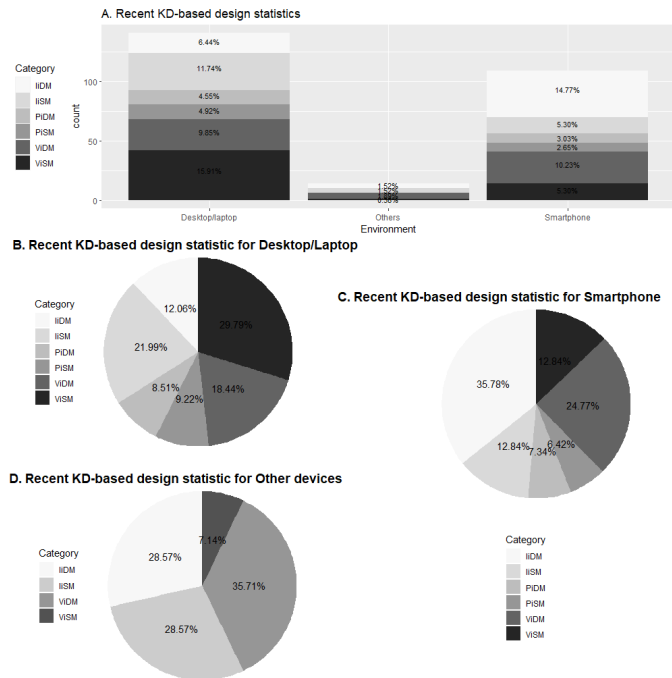 A. Recent KD-based design statistics
Category
IiDM
IiSM
PiDM
PiSM
ViDM
ViSM
count
100
50
0
6.44%
11.74%
4.55%
4.92%
9.85%
15.91%
1.52%
1.52%
0.38%
14.77%
5.30%
3.03%
2.65%
10.23%
5.30%
Desktop/laptop
Others
Smartphone
Environment
B. Recent KD-based design statistic for Desktop/Laptop
Category
IiDM
IiSM
PiDM
PiSM
ViDM
ViSM
12.06%
29.79%
21.99%
18.44%
8.51%
9.22%
C. Recent KD-based design statistic for Smartphone
12.84%
35.78%
24.77%
12.84%
6.42%
7.34%
Category
IiDM
IiSM
PiDM
PiSM
ViDM
ViSM
D. Recent KD-based design statistic for Other devices
Category
IiDM
IiSM
ViDM
ViSM
7.14%
28.57%
35.71%
28.57%